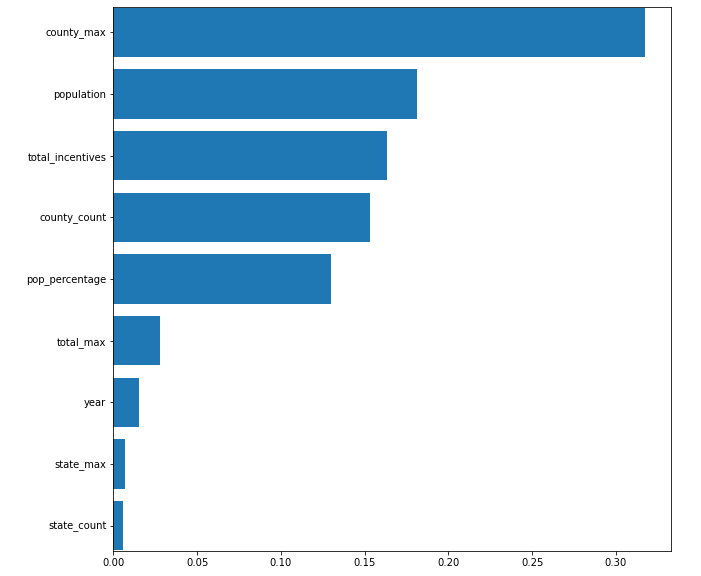 county_max
population
total_incentives
county_count
pop_percentage
total_max
year
state_max
state_count
0.00 0.05 0.10 0.15 0.20 0.25 0.30